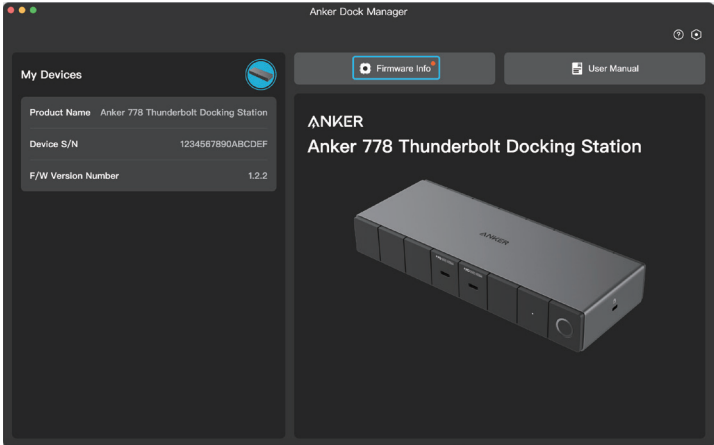 Anker Dock Manager
My Devices
Product Name Anker 778 Thunderbolt Docking Station
Device S/N 1234567890ABCDEF
F/W Version Number 1.2.2
Firmware Info
User Manual
ANKER
Anker 778 Thunderbolt Docking Station
ANKER